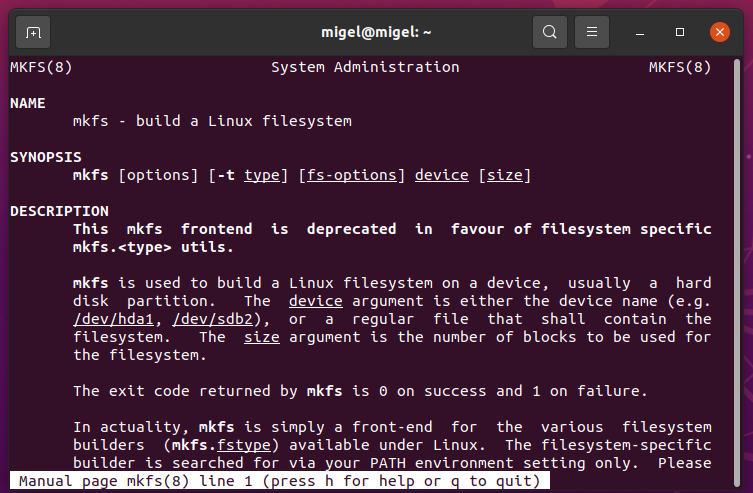 migel@migel: ~
MKFS(8) System Administration MKFS(8)
NAME
mkfs - build a Linux filesystem
SYNOPSIS
mkfs [options] [-t type] [fs-options] device [size]
DESCRIPTION
This mkfs frontend is deprecated in favour of filesystem specific
mkfs.<type> utils.
mkfs is used to build a Linux filesystem on a device, usually a hard
disk partition. The device argument is either the device name (e.g.
/dev/hda1, /dev/sdb2), or a regular file that shall contain the
filesystem. The size argument is the number of blocks to be used for
the filesystem.
The exit code returned by mkfs is 0 on success and 1 on failure.
In actuality, mkfs is simply a front-end for the various filesystem
builders (mkfs.fstype) available under Linux. The filesystem-specific
builder is searched for via your PATH environment setting only. Please
Manual page mkfs(8) line 1 (press h for help or q to quit)